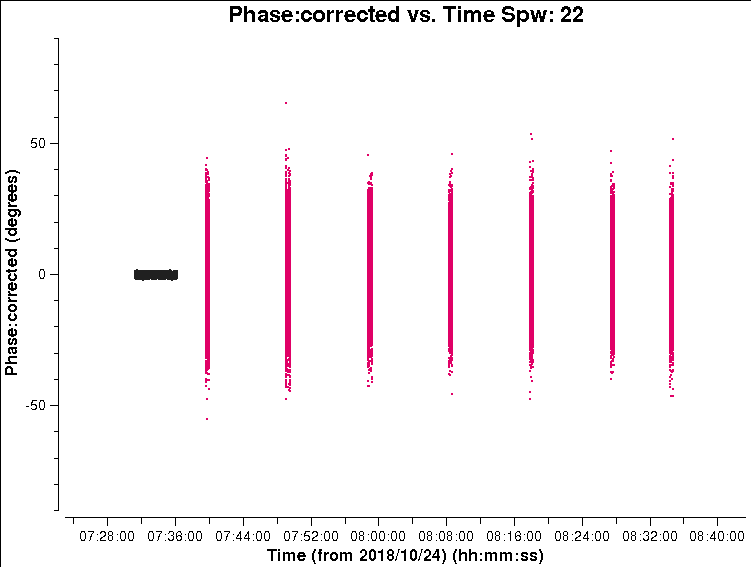 Phase:corrected vs. Time Spw: 22
Phase:corrected (degrees)
50
0
-50
07:28:00 07:36:00 07:44:00 07:52:00 08:00:00 08:08:00 08:16:00 08:24:00 08:32:00 08:40:00
Time (from 2018/10/24) (hh:mm:ss)